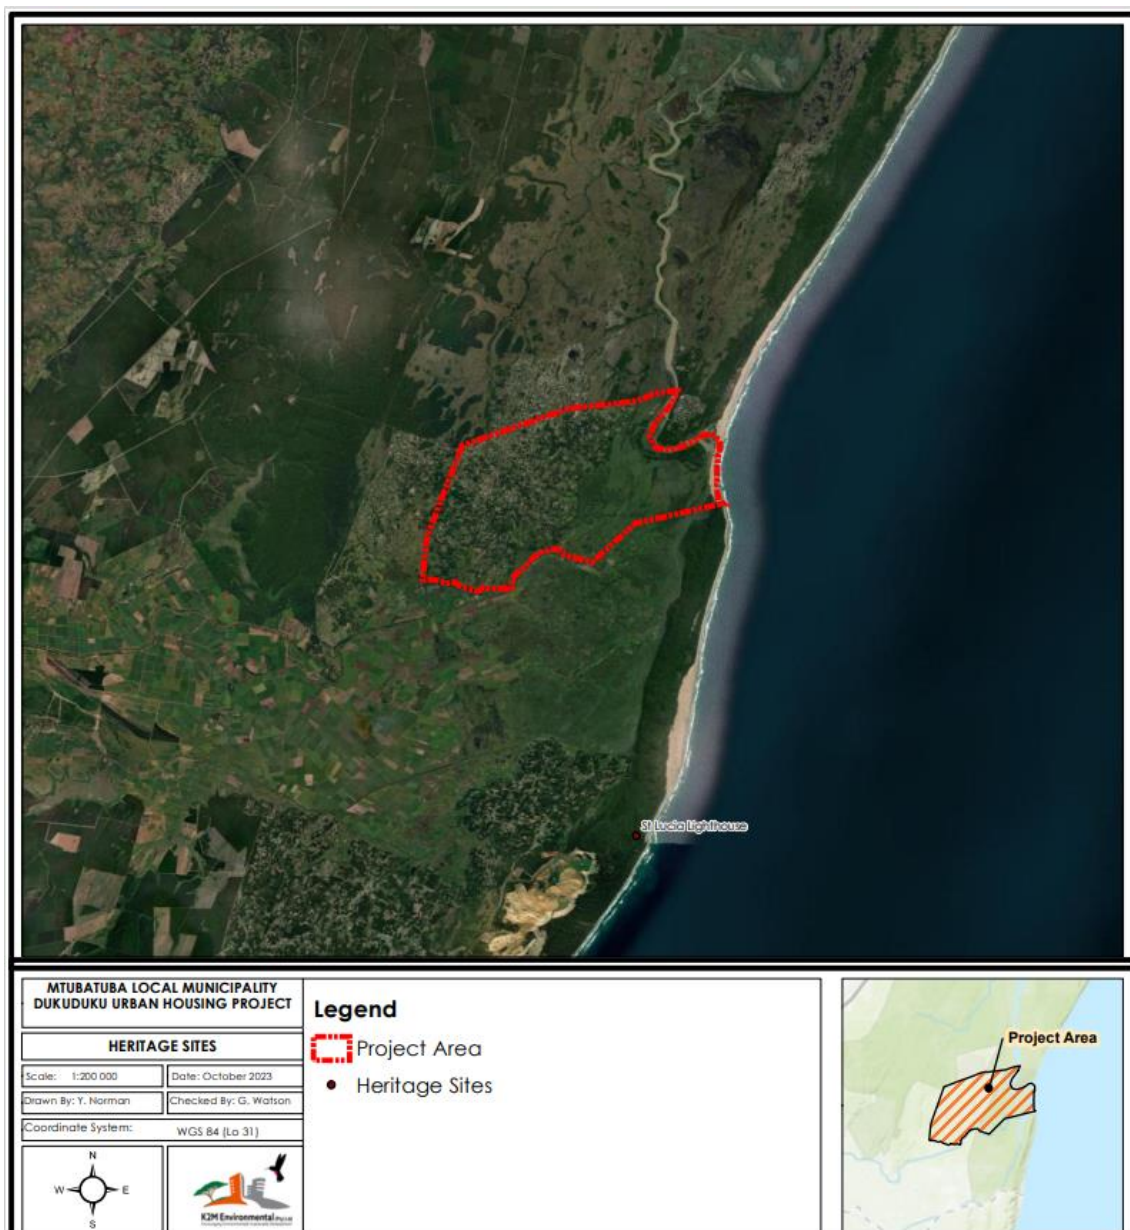 St Lucia Lighthouse
MTUBATUBA LOCAL MUNICIPALITY
DUKUDUKU URBAN HOUSING PROJECT
HERITAGE SITES
Scale: 1:200 000
Date: October 2023
Drawn By: Y. Norman
Checked By: G. Watson
Coordinate System: WGS 84 (Lo 31)
N
W E
S
K2M Environmental (Pty) Ltd
Legend
Project Area
Heritage Sites
Project Area